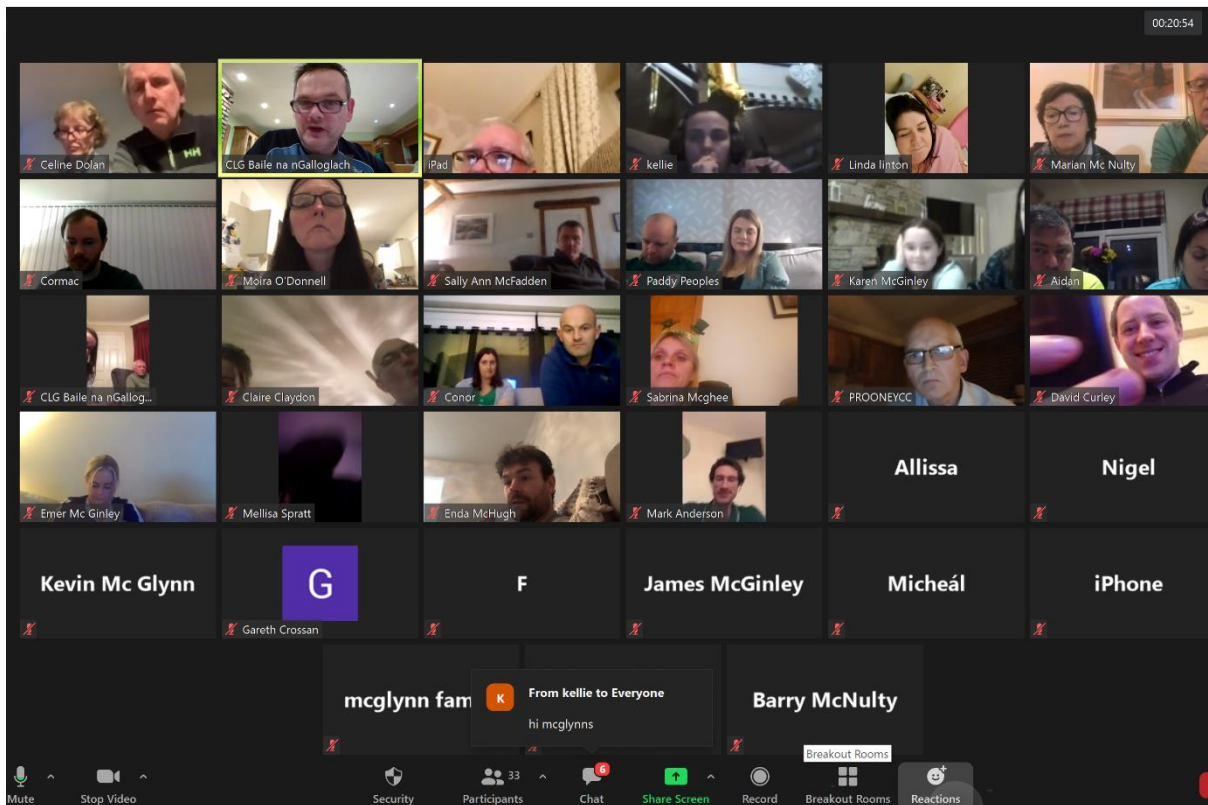 00:20:54
Celine Dolan
CLG Baile na nGalloglach
iPad
kellie
Linda linton
Marian Mc Nulty
HH
Cormac
Moira O'Donnell
Sally Ann McFadden
Paddy Peoples
Karen McGinley
Aidan
CLG Baile na nGallog...
Claire Claydon
Conor
Sabrina Mcghee
PROONEYCC
David Curley
Emer Mc Ginley
Mellisa Spratt
Enda McHugh
Mark Anderson
Allissa
Nigel
Kevin Mc Glynn
G
Gareth Crossan
F
James McGinley
Micheál
iPhone
mcglynn fam
K
From kellie to Everyone
hi mcglynns
Barry McNulty
Breakout Rooms
Mute
Stop Video
Security
33
Participants
6
Chat
Share Screen
Record
Breakout Rooms
Reactions